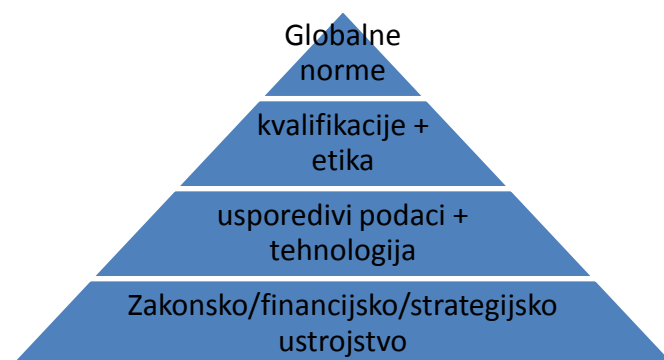 Globalne
norme
kvalifikacije +
etika
usporedivi podaci +
tehnologija
Zakonsko/financijsko/strategijsko
ustrojstvo